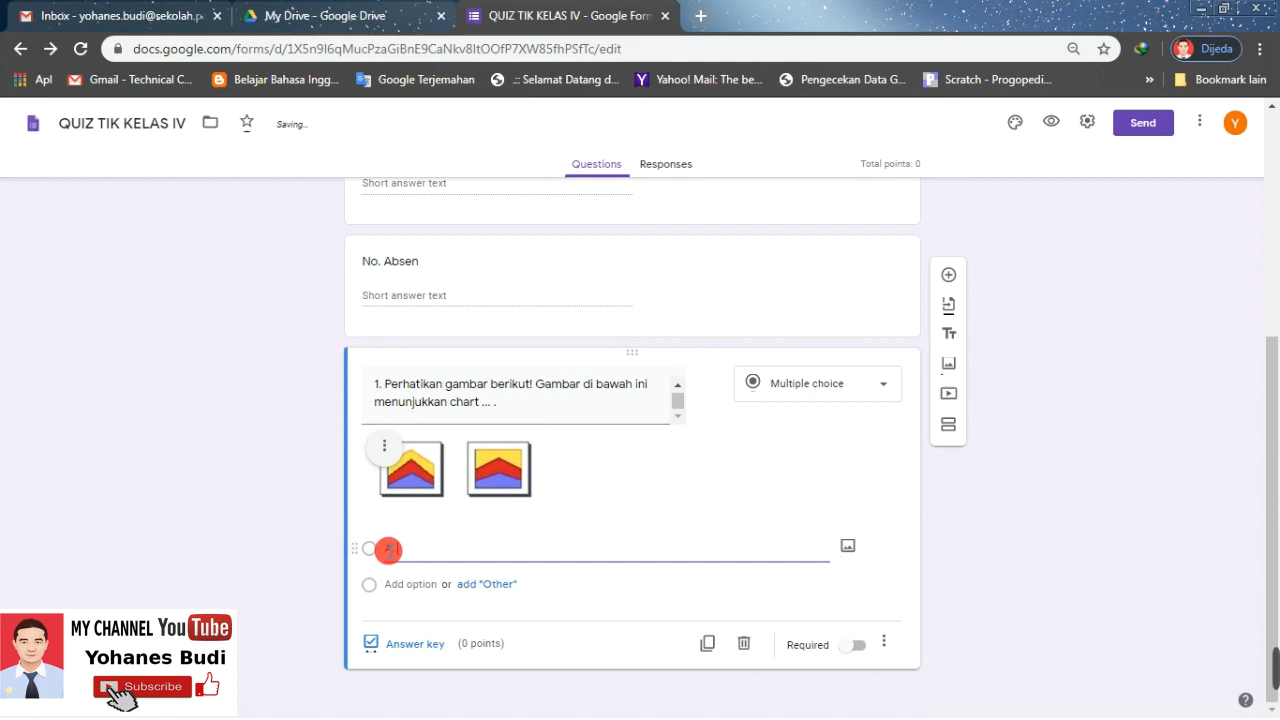 Inbox - yohanes.budi@sekolah.p
My Drive - Google Drive
QUIZ TIK KELAS IV - Google Form
docs.google.com/forms/d/1X5n9I6qMucPzaGiBnE9CaNkv8ltOOfP7XW85fhPSfTc/edit
Dijeda
Apl
Gmail - Technical C...
Belajar Bahasa Ingg...
Google Terjemahan
.:: Selamat Datang d...
Yahoo! Mail: The be...
Pengecekan Data G...
Scratch - Progopedi...
»
Bookmark lain
QUIZ TIK KELAS IV
Saving...
Send
Y
Questions
Responses
Total points: 0
Short answer text
No. Absen
Short answer text
1. Perhatikan gambar berikut! Gambar di bawah ini
menunjukkan chart ... .
Multiple choice
Add option or add "Other"
Answer key
(0 points)
Required
MY CHANNEL YouTube
Yohanes Budi
Subscribe